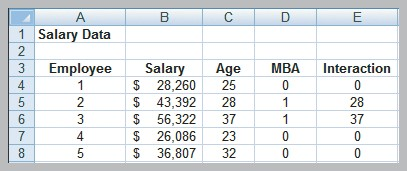 A B C D E
1 Salary Data
2
3 Employee Salary Age MBA Interaction
4 1 $ 28,260 25 0 0
5 2 $ 43,392 28 1 28
6 3 $ 56,322 37 1 37
7 4 $ 26,086 23 0 0
8 5 $ 36,807 32 0 0